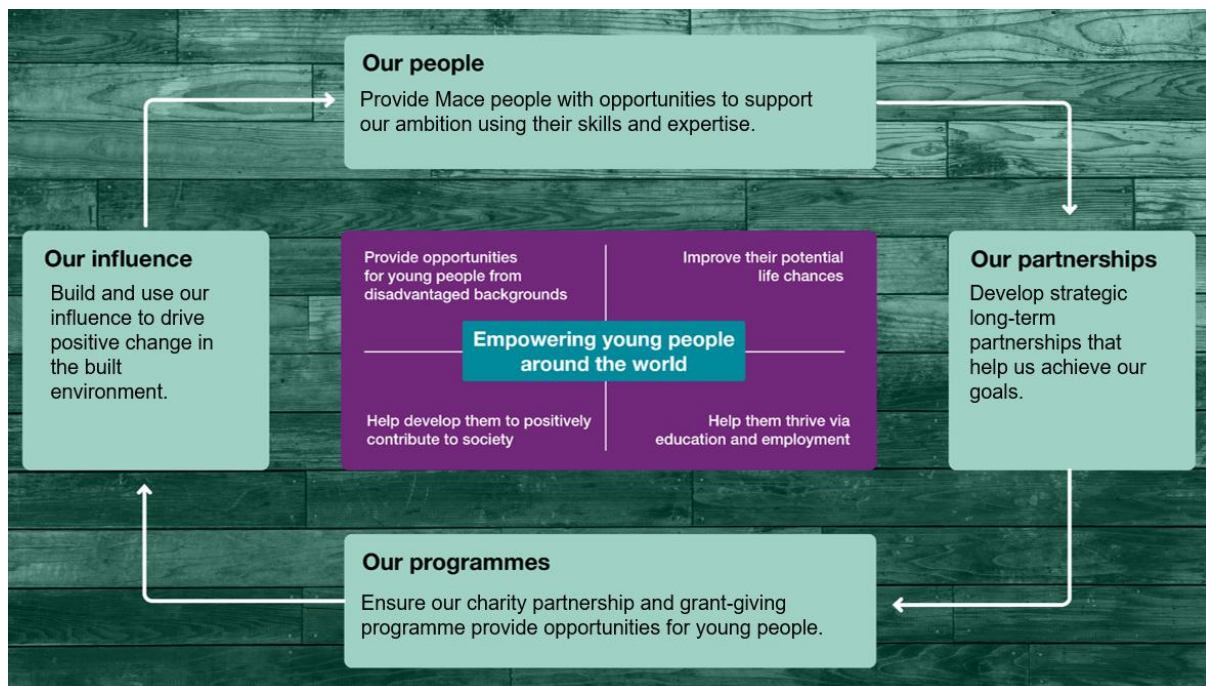 Our people
Provide Mace people with opportunities to support
our ambition using their skills and expertise.
Our influence
Build and use our
influence to drive
positive change in
the built
environment.
Provide opportunities
for young people from
disadvantaged backgrounds
Improve their potential
life chances
Empowering young people
around the world
Help develop them to positively
contribute to society
Help them thrive via
education and employment
Our partnerships
Develop strategic
long-term
partnerships that
help us achieve our
goals.
Our programmes
Ensure our charity partnership and grant-giving
programme provide opportunities for young people.